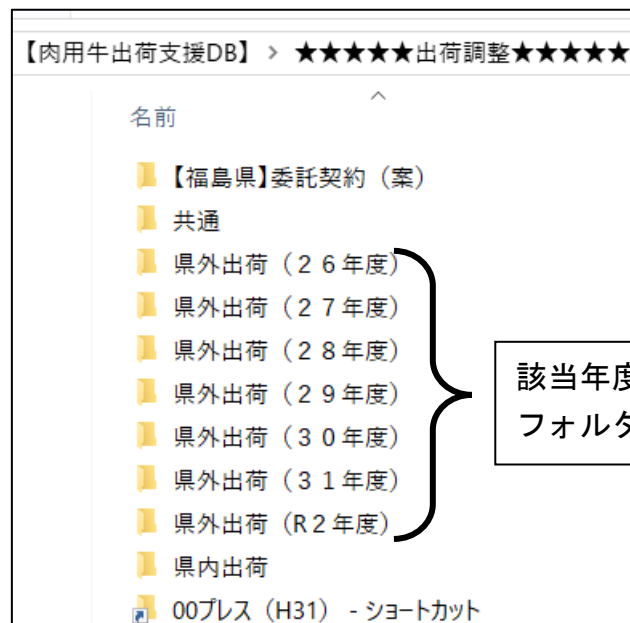 【肉用牛出荷支援DB】 > ★★★★★出荷調整★★★★★
名前
【福島県】委託契約（案）
共通
県外出荷（２６年度）
県外出荷（２７年度）
県外出荷（２８年度）
県外出荷（２９年度）
県外出荷（３０年度）
県外出荷（３１年度）
県外出荷（R２年度）
県内出荷
00プレス（H31） - ショートカット
該当年度
フォルダ